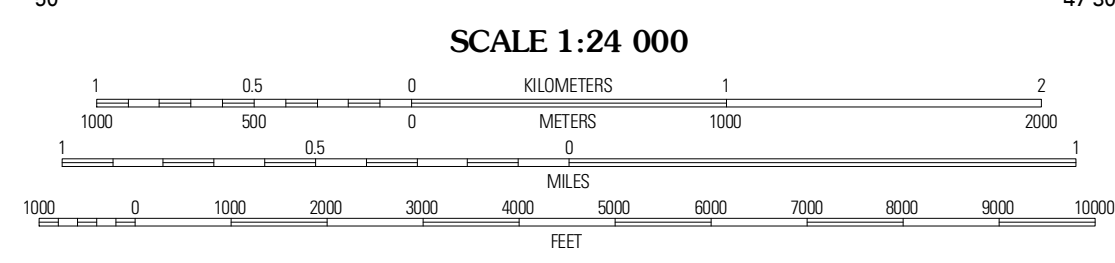 SCALE 1:24 000
1 0.5 0 KILOMETERS 1 2
1000 500 0 METERS 1000 2000
1 0.5 0 1
MILES
1000 0 1000 2000 3000 4000 5000 6000 7000 8000 9000 10000
FEET